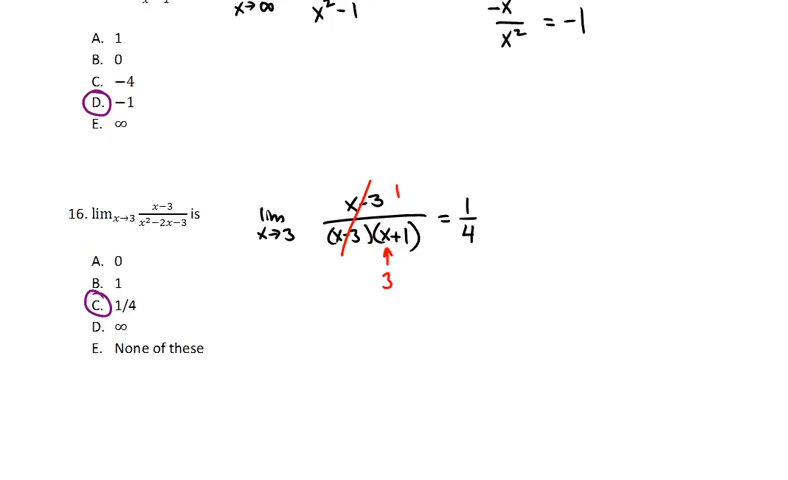 x→∞ x²-1
-x / x² = -1
A. 1
B. 0
C. −4
D. −1
E. ∞
16. lim x→3 x−3 / x²−2x−3 is
lim x→3 x-3 / (x-3)(x+1) = 1/4
1
3
A. 0
B. 1
C. 1/4
D. ∞
E. None of these